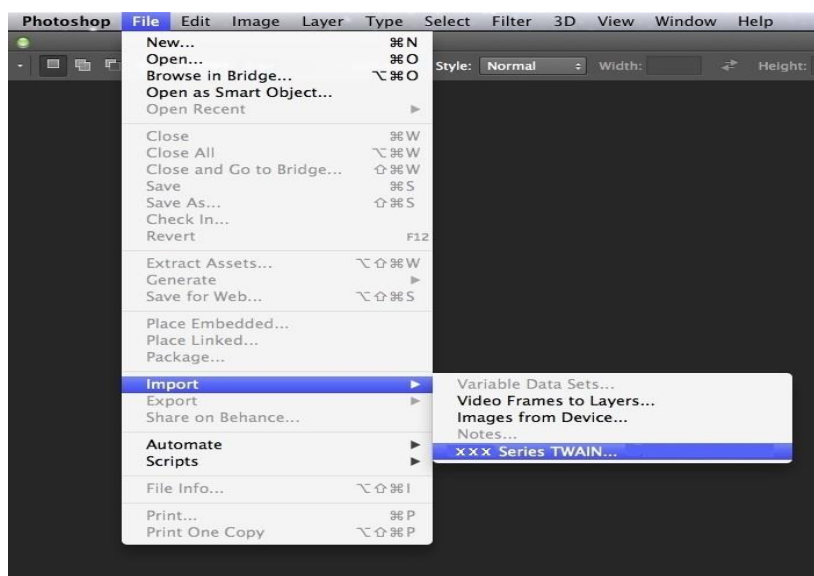 Photoshop File Edit Image Layer Type Select Filter 3D View Window Help
Style: Normal Width: Height:
New... ⌘N
Open... ⌘O
Browse in Bridge... ⌥⌘O
Open as Smart Object...
Open Recent
Close ⌘W
Close All ⌥⌘W
Close and Go to Bridge... ⇧⌘W
Save ⌘S
Save As... ⇧⌘S
Check In...
Revert F12
Extract Assets... ⌥⇧⌘W
Generate
Save for Web... ⌥⇧⌘S
Place Embedded...
Place Linked...
Package...
Import
Export
Share on Behance...
Automate
Scripts
File Info... ⌥⇧⌘I
Print... ⌘P
Print One Copy ⌥⇧⌘P
Variable Data Sets...
Video Frames to Layers...
Images from Device...
Notes...
xxx Series TWAIN...